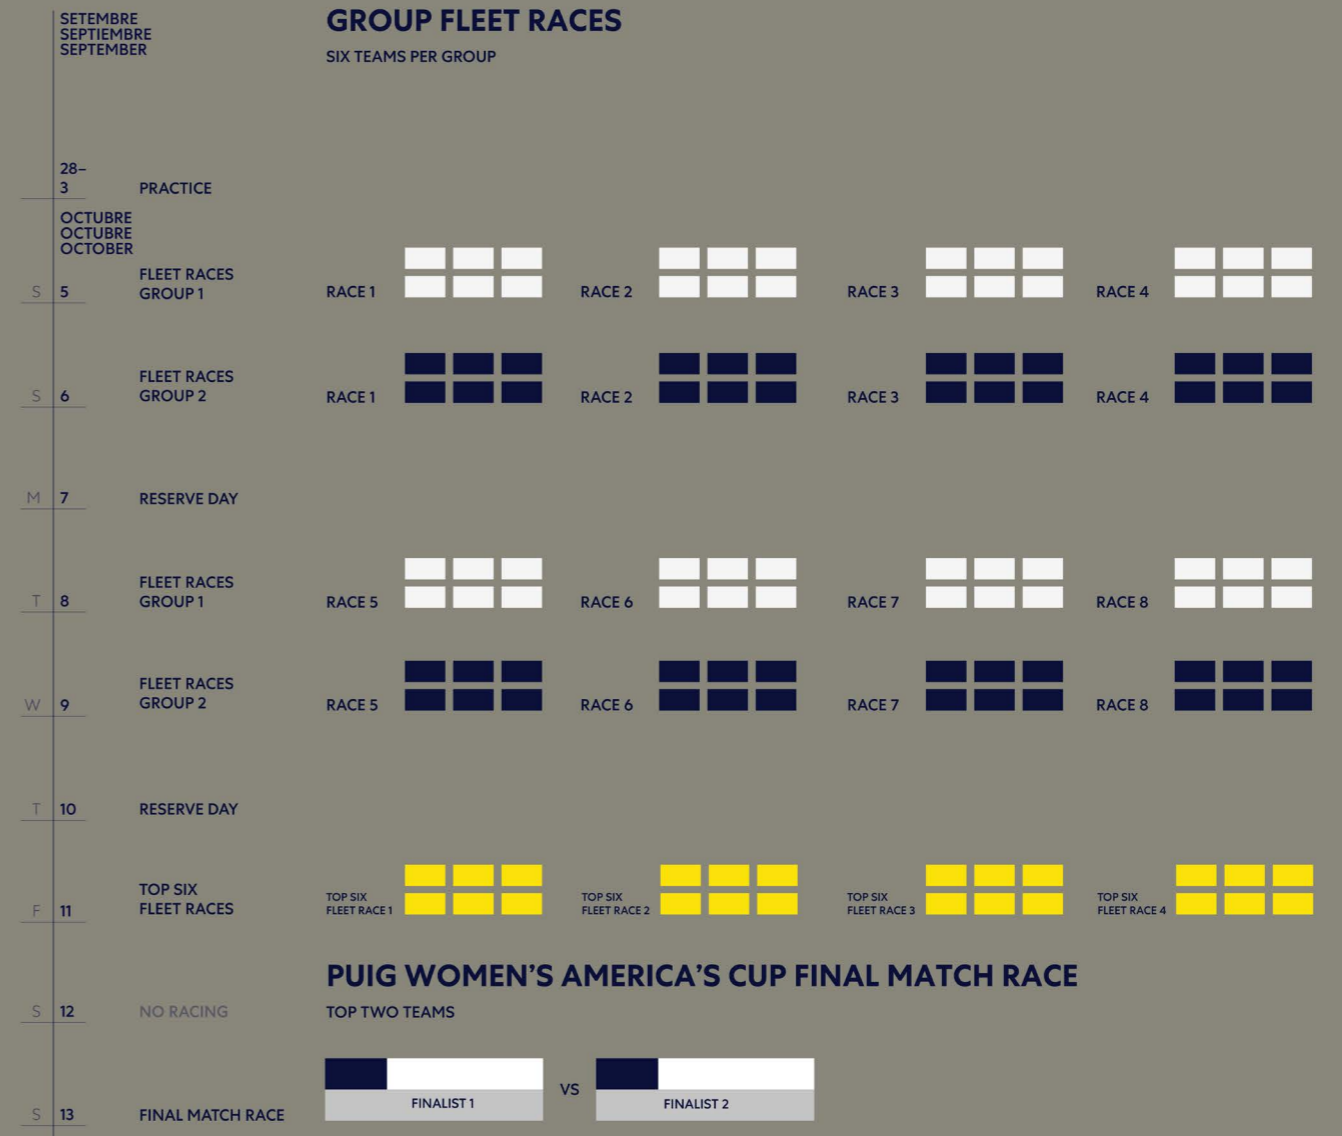 SETEMBRE
SEPTIEMBRE
SEPTEMBER
GROUP FLEET RACES
SIX TEAMS PER GROUP
28–
3
PRACTICE
OCTUBRE
OCTUBRE
OCTOBER
S 5
FLEET RACES
GROUP 1
RACE 1
RACE 2
RACE 3
RACE 4
S 6
FLEET RACES
GROUP 2
RACE 1
RACE 2
RACE 3
RACE 4
M 7
RESERVE DAY
T 8
FLEET RACES
GROUP 1
RACE 5
RACE 6
RACE 7
RACE 8
W 9
FLEET RACES
GROUP 2
RACE 5
RACE 6
RACE 7
RACE 8
T 10
RESERVE DAY
F 11
TOP SIX
FLEET RACES
TOP SIX
FLEET RACE 1
TOP SIX
FLEET RACE 2
TOP SIX
FLEET RACE 3
TOP SIX
FLEET RACE 4
PUIG WOMEN'S AMERICA'S CUP FINAL MATCH RACE
S 12
NO RACING
TOP TWO TEAMS
S 13
FINAL MATCH RACE
FINALIST 1
VS
FINALIST 2